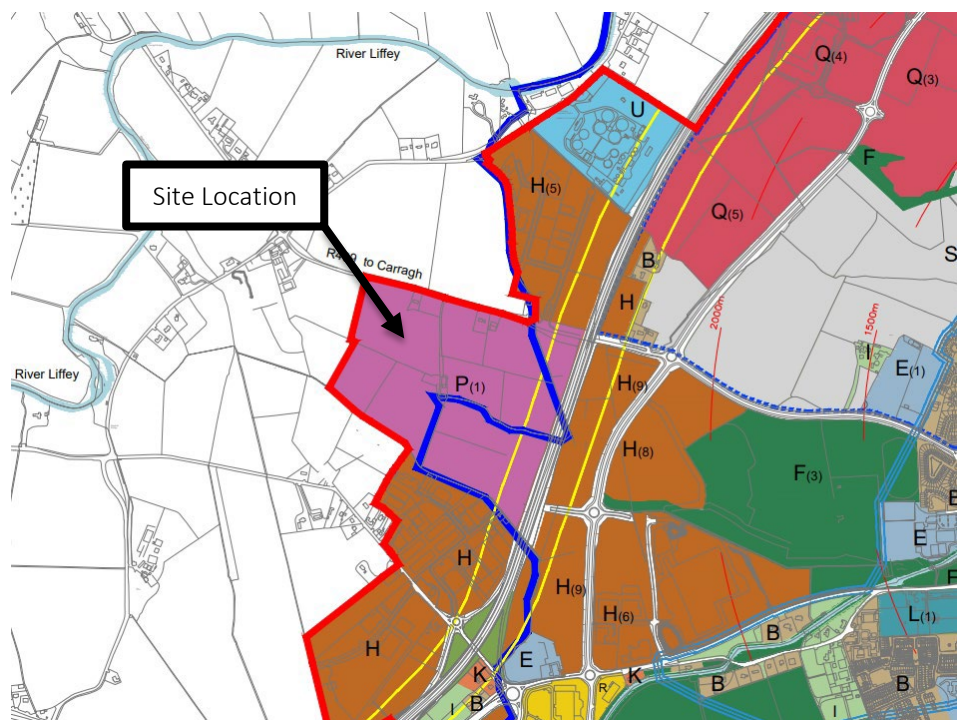 River Liffey
Q(4)
Q(3)
U
F
H(5)
Site Location
Q(5)
S
B
to Carragh
H
2000m
1500m
I
E(1)
River Liffey
P(1)
H(9)
H(8)
F(3)
E
H
F
H(9)
H(6)
L(1)
B
H
E
K
K
B
B
B
R
I
I